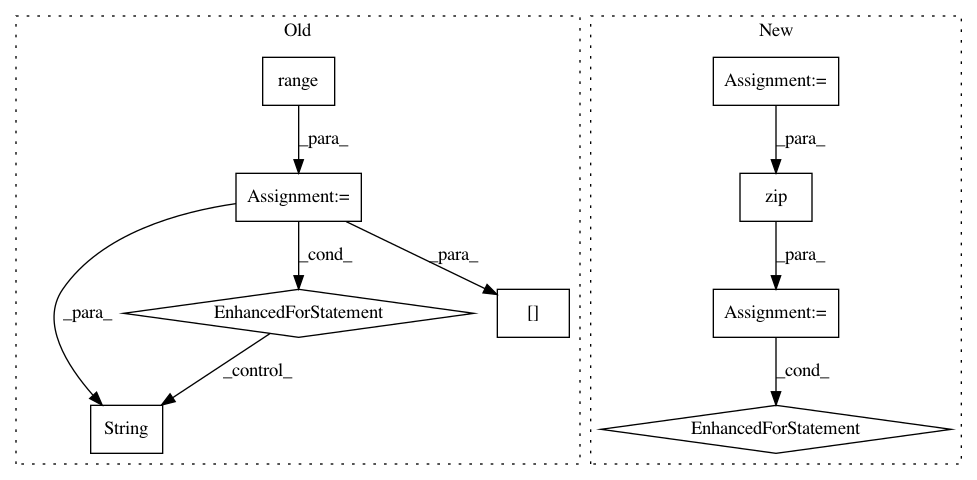 Old
New
range
Assignment:=
_para_
_para_
Assignment:=
zip
_cond_
_para_
_para_
_para_
EnhancedForStatement
[]
Assignment:=
_control_
_cond_
String
EnhancedForStatement